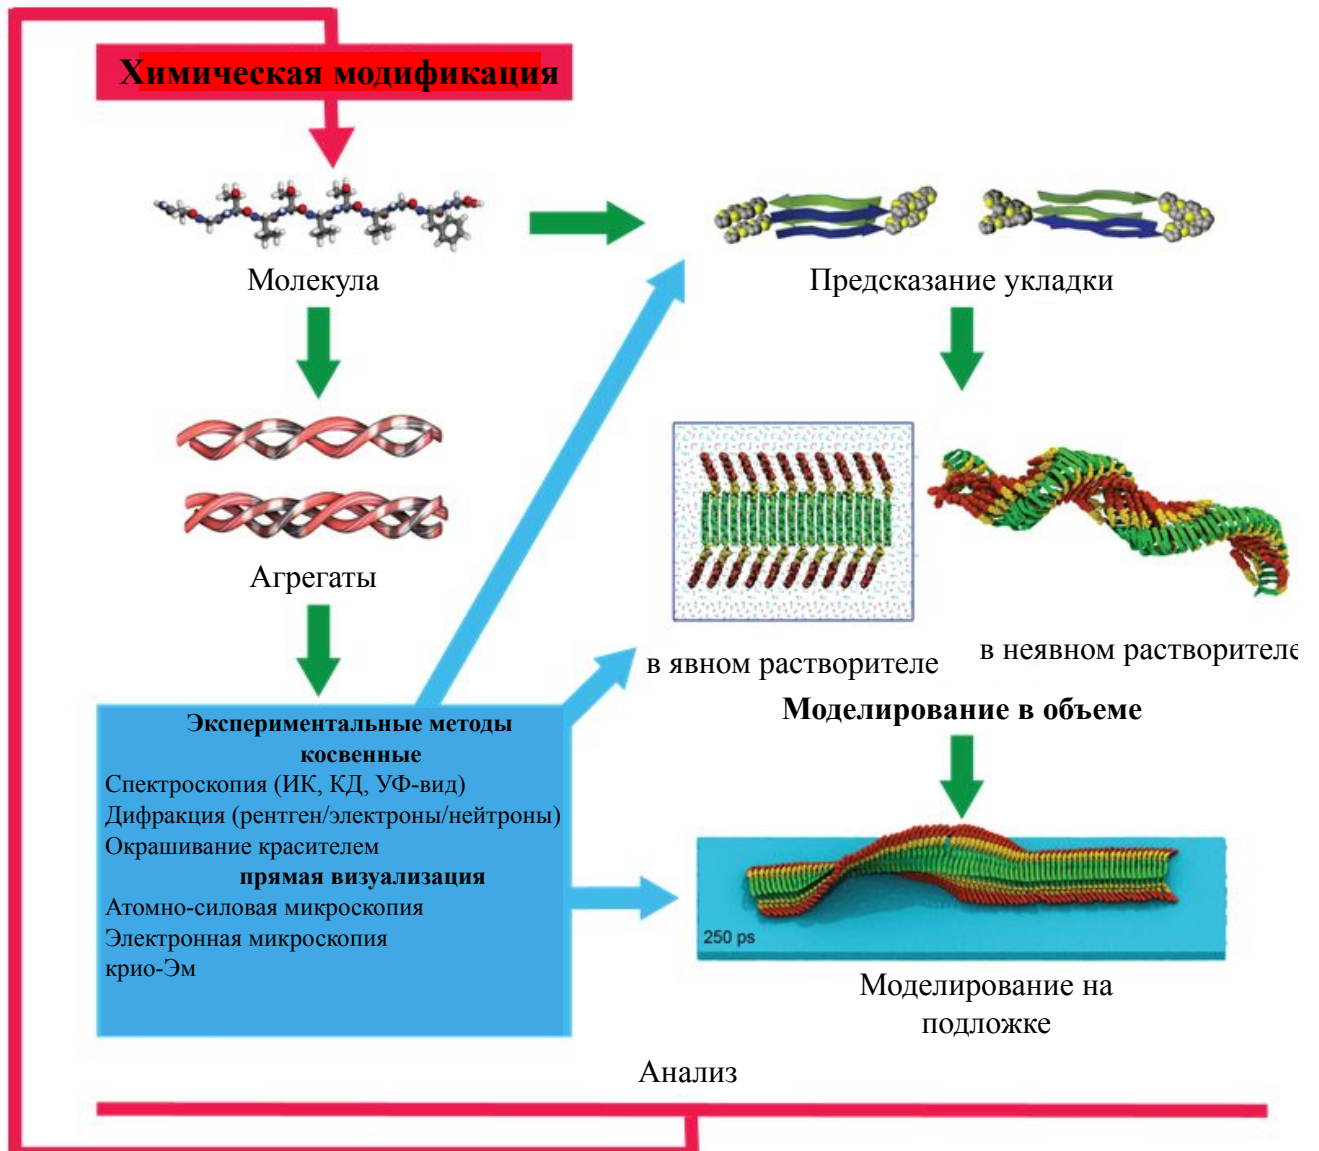 Химическая модификация
Молекула
Предсказание укладки
Агрегаты
в явном растворителе
в неявном растворителе
Моделирование в объеме
Экспериментальные методы
косвенные
Спектроскопия (ИК, КД, УФ-вид)
Дифракция (рентген/электроны/нейтроны)
Окрашивание красителем
прямая визуализация
Атомно-силовая микроскопия
Электронная микроскопия
крио-Эм
250 ps
Моделирование на
подложке
Анализ